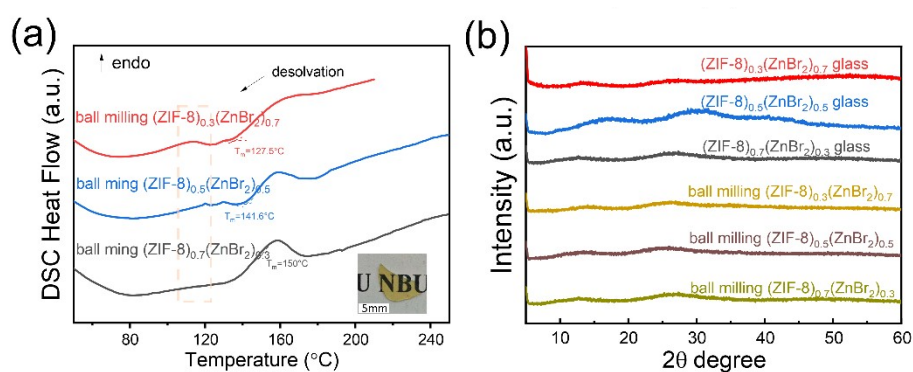 (a)
endo
desolvation
ball milling (ZIF-8)0.3(ZnBr2)0.7
Tm=127.5°C
ball ming (ZIF-8)0.5(ZnBr2)0.5
Tm=141.6°C
ball ming (ZIF-8)0.7(ZnBr2)0.3
Tm=150°C
U NBU
5mm
DSC Heat Flow (a.u.)
80 120 160 200 240
Temperature (°C)
(b)
(ZIF-8)0.3(ZnBr2)0.7 glass
(ZIF-8)0.5(ZnBr2)0.5 glass
(ZIF-8)0.7(ZnBr2)0.3 glass
ball milling (ZIF-8)0.3(ZnBr2)0.7
ball milling (ZIF-8)0.5(ZnBr2)0.5
ball milling (ZIF-8)0.7(ZnBr2)0.3
Intensity (a.u.)
10 20 30 40 50 60
2θ degree